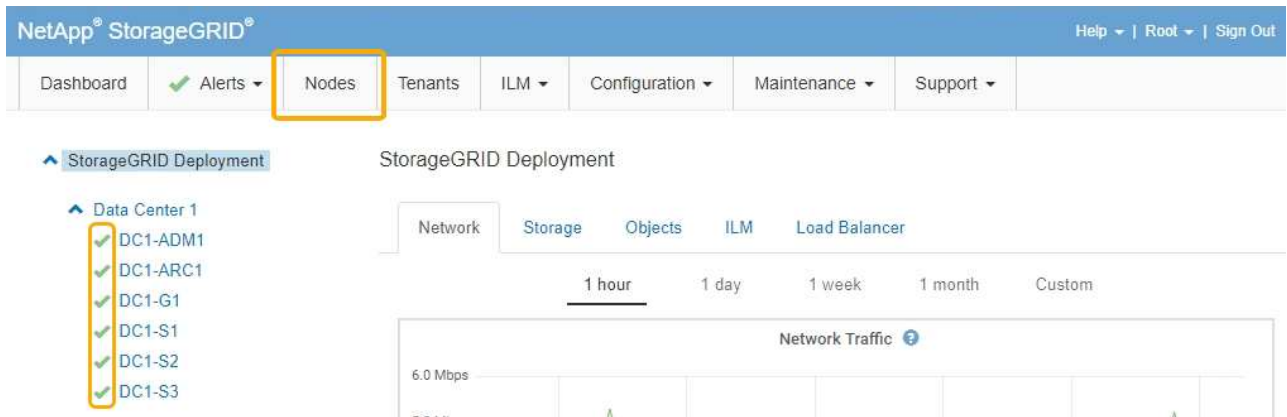 NetApp® StorageGRID®
Help | Root | Sign Out
Dashboard Alerts Nodes Tenants ILM Configuration Maintenance Support
StorageGRID Deployment
Data Center 1
DC1-ADM1
DC1-ARC1
DC1-G1
DC1-S1
DC1-S2
DC1-S3
StorageGRID Deployment
Network Storage Objects ILM Load Balancer
1 hour 1 day 1 week 1 month Custom
Network Traffic ?
6.0 Mbps